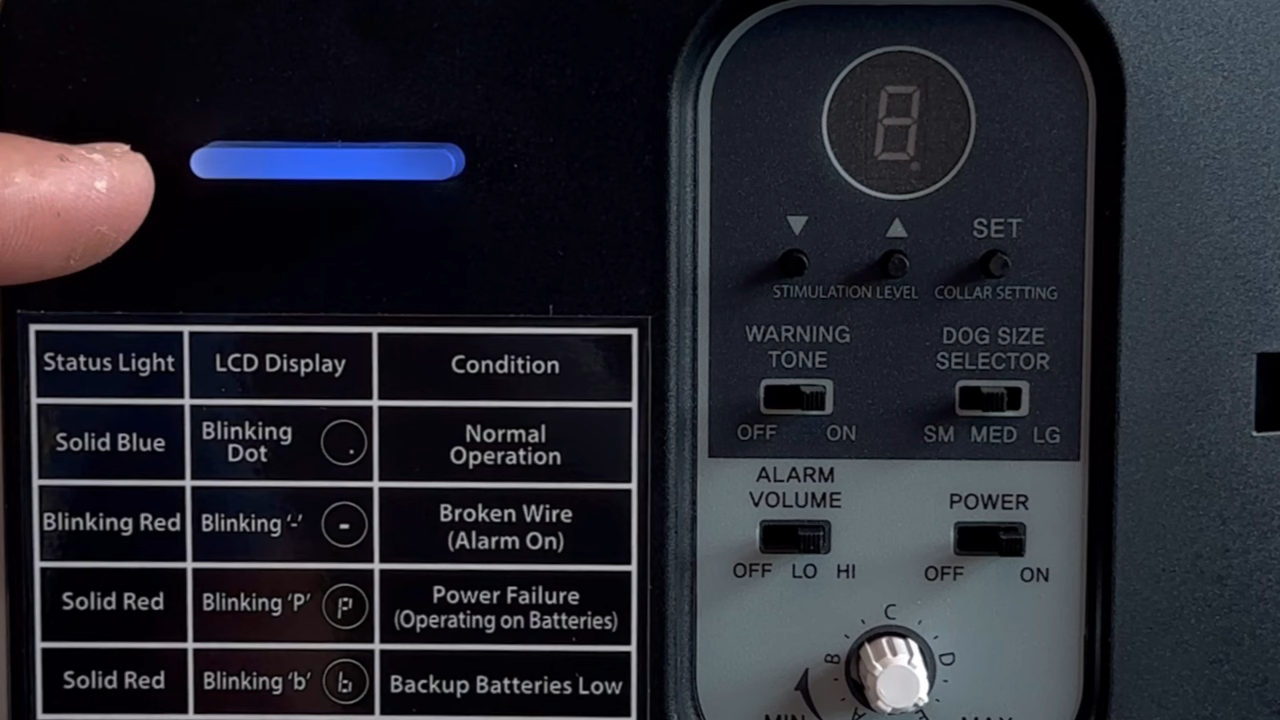 Status Light LCD Display Condition
Solid Blue Blinking Dot . Normal Operation
Blinking Red Blinking '-' - Broken Wire (Alarm On)
Solid Red Blinking 'P' P Power Failure (Operating on Batteries)
Solid Red Blinking 'b' b Backup Batteries Low
8.
▼ ▲ SET
STIMULATION LEVEL COLLAR SETTING
WARNING TONE
OFF ON
DOG SIZE SELECTOR
SM MED LG
ALARM VOLUME
OFF LO HI
POWER
OFF ON
C
B D
A E
MIN MAX